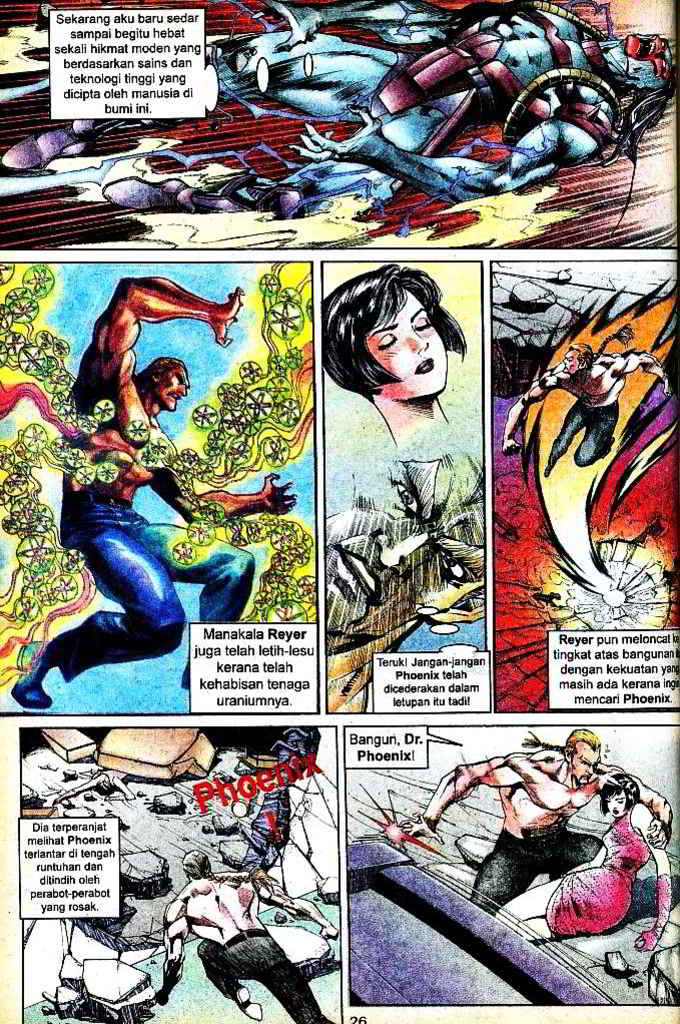 Sekarang aku baru sedar
sampai begitu hebat
sekali hikmat moden yang
berdasarkan sains dan
teknologi tinggi yang
dicipta oleh manusia di
bumi ini.
Manakala Reyer
juga telah letih-lesu
kerana telah
kehabisan tenaga
uraniumnya.
Teruk! Jangan-jangan
Phoenix telah
dicederakan dalam
letupan itu tadi!
Reyer pun meloncat
tingkat atas bangunan
dengan kekuatan yang
masih ada kerana
mencari Phoenix.
Phoenix
!
Dia terperanjat
melihat Phoenix
terlantar di tengah
runtuhan dan
ditindih oleh
perabot-perabot
yang rosak.
Bangun, Dr.
Phoenix!
26